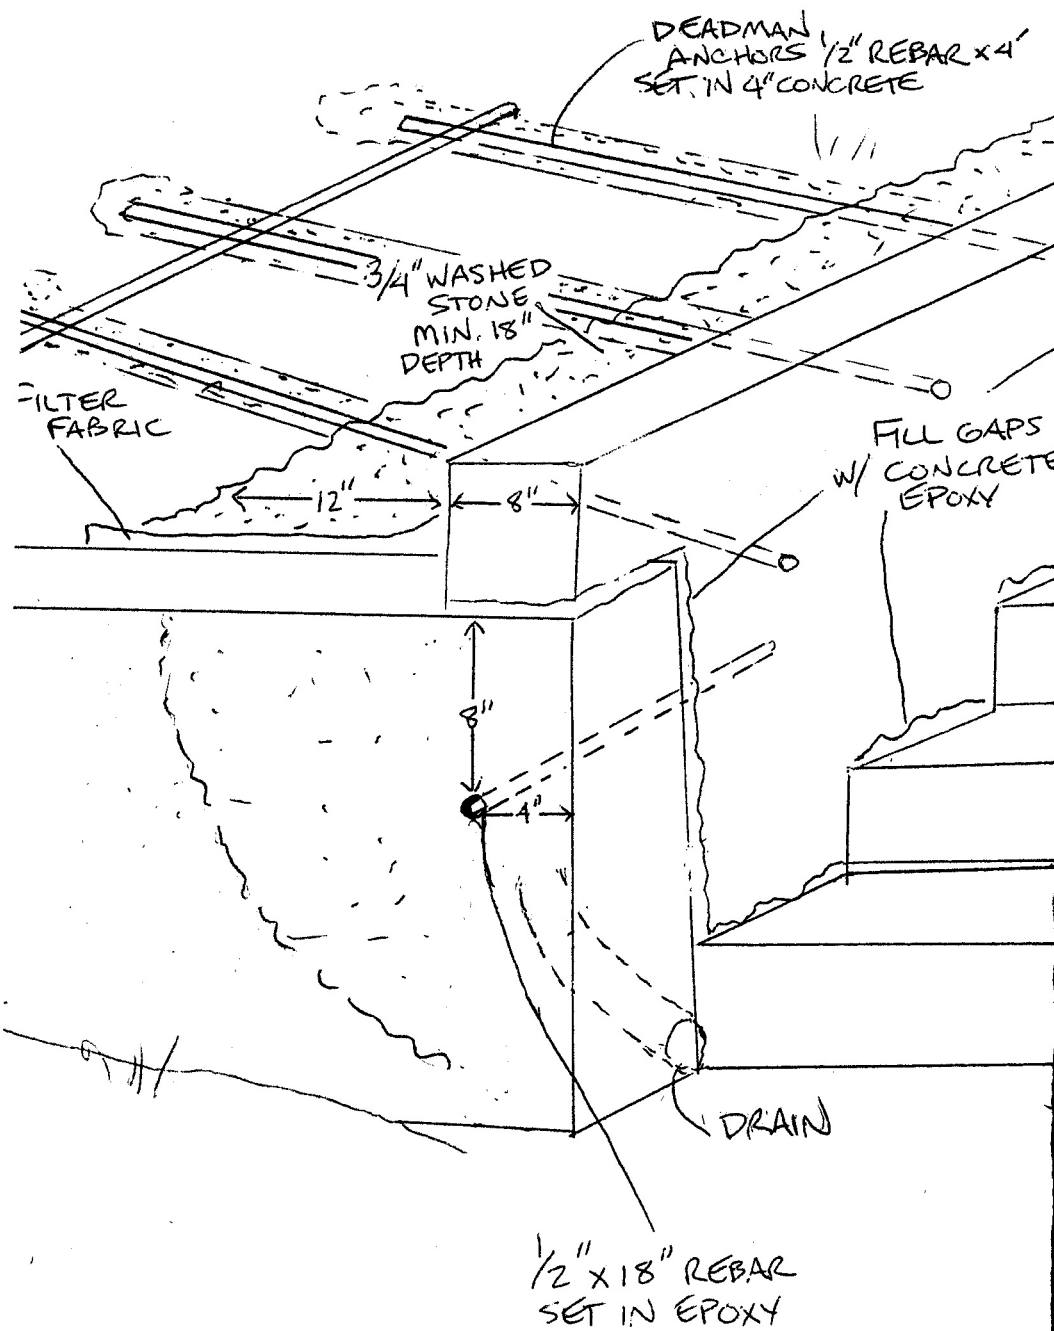 DEADMAN
ANCHORS 1/2" REBAR x 4'
SET IN 4" CONCRETE
3/4" WASHED
STONE
MIN. 18"
DEPTH
FILTER
FABRIC
12"
8"
FILL GAPS
W/ CONCRETE
EPOXY
8"
4"
DRAIN
1/2" x 18" REBAR
SET IN EPOXY